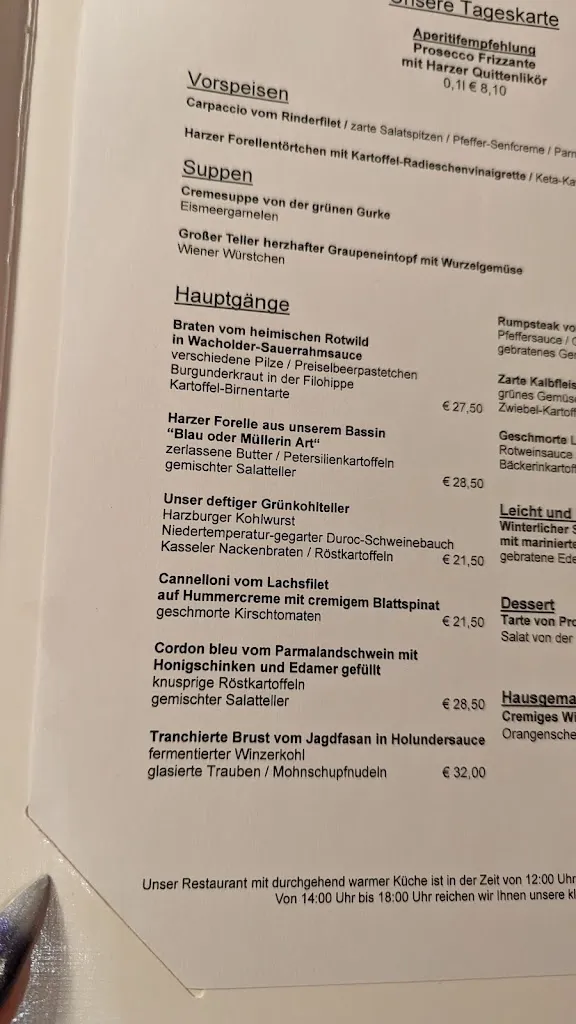 Unsere Tageskarte
Aperitifempfehlung
Prosecco Frizzante
mit Harzer Quittenlikör
0,1l € 8,10
Vorspeisen
Carpaccio vom Rinderfilet / zarte Salatspitzen / Pfeffer-Senfcreme /
Harzer Forellentörtchen mit Kartoffel-Radieschenvinaigrette /
Suppen
Cremesuppe von der grünen Gurke
Eismeergarnelen
Großer Teller herzhafter Graupeneintopf mit Wurzelgemüse
Wiener Würstchen
Hauptgänge
Braten vom heimischen Rotwild
in Wacholder-Sauerrahmsauce
verschiedene Pilze / Preiselbeerpastetchen
Burgunderkraut in der Filohippe
Kartoffel-Birnentarte
€ 27,50
Harzer Forelle aus unserem Bassin
“Blau oder Müllerin Art“
zerlassene Butter / Petersilienkartoffeln
gemischter Salatteller
€ 28,50
Unser deftiger Grünkohlteller
Harzburger Kohlwurst
Niedertemperatur-gegarter Duroc-Schweinebauch
Kasseler Nackenbraten / Röstkartoffeln € 21,50
Cannelloni vom Lachsfilet
auf Hummercreme mit cremigem Blattspinat
geschmorte Kirschtomaten € 21,50
Cordon bleu vom Parmalandschwein mit
Honigschinken und Edamer gefüllt
knusprige Röstkartoffeln
gemischter Salatteller € 28,50
Tranchierte Brust vom Jagdfasan in Holundersauce
fermentierter Winzerkohl
glasierte Trauben / Mohnschupfnudeln € 32,00
Rumpsteak
Pfeffersauce /
gebratenes
Zarte
grünes
Geschmorte
Rotweinsauce
Leicht und
Winterlicher
mit
gebratene
Dessert
Tarte von
Salat von der
Cremiges
Unser Restaurant mit durchgehend warmer Küche ist in der Zeit von 12:00 Uhr
Von 14:00 Uhr bis 18:00 Uhr reichen wir Ihnen unsere